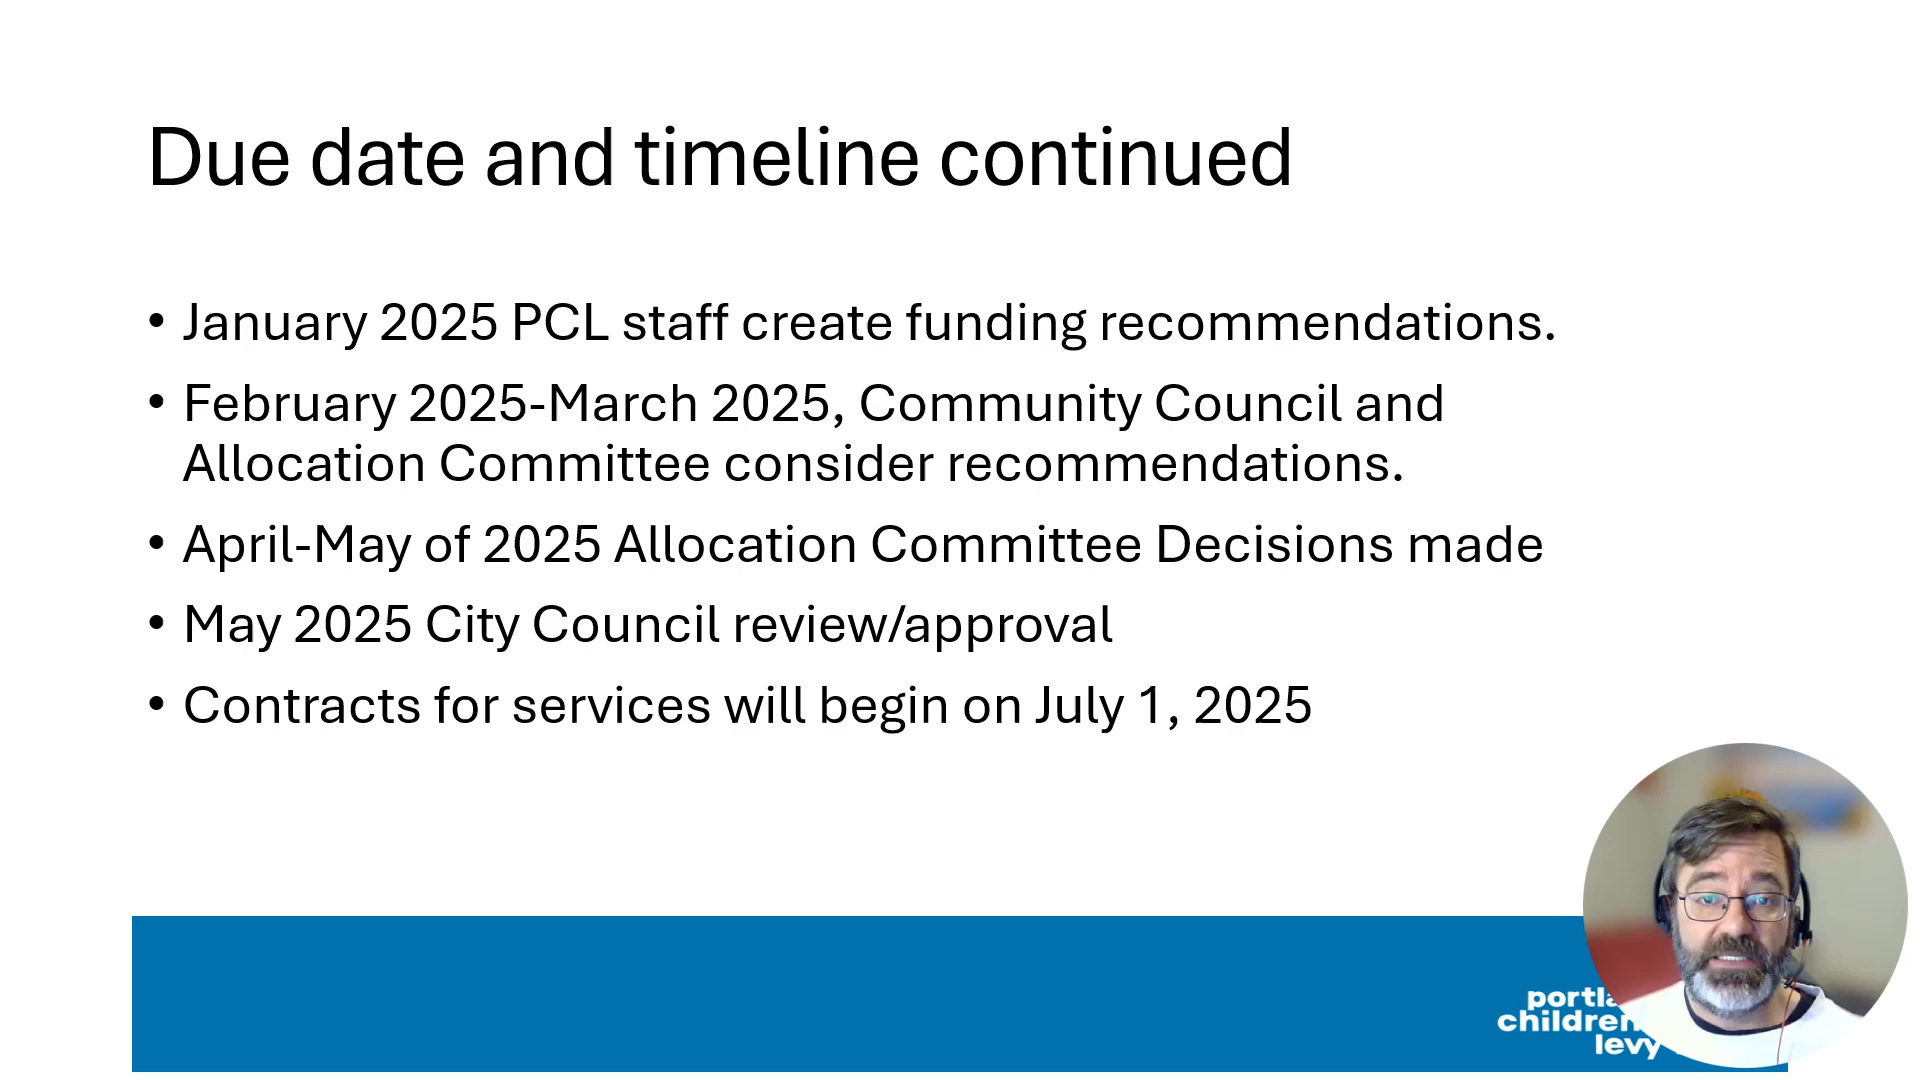 Due date and timeline continued
• January 2025 PCL staff create funding recommendations.
• February 2025-March 2025, Community Council and
Allocation Committee consider recommendations.
• April-May of 2025 Allocation Committee Decisions made
• May 2025 City Council review/approval
• Contracts for services will begin on July 1, 2025
levy